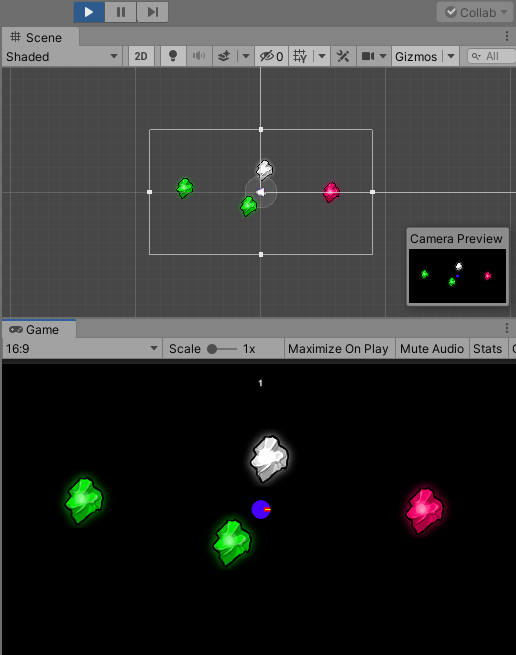 Collab
Scene
Shaded 2D 0 Gizmos All
Camera Preview
Game
16:9 Scale 1x Maximize On Play Mute Audio Stats
1